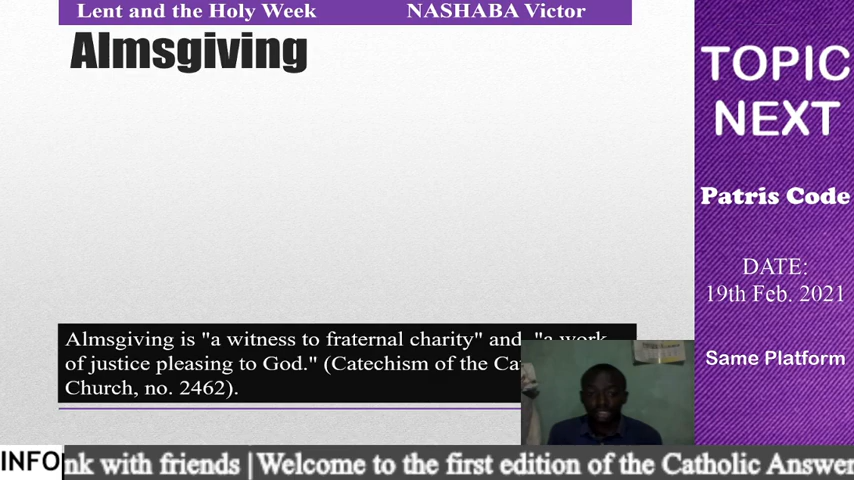 Lent and the Holy Week NASHABA Victor
Almsgiving
Almsgiving is "a witness to fraternal charity" and "a work
of justice pleasing to God." (Catechism of the Ca
Church, no. 2462).
TOPIC
NEXT
Patris Code
DATE:
19th Feb. 2021
Same Platform
INFO nk with friends | Welcome to the first edition of the Catholic Answer